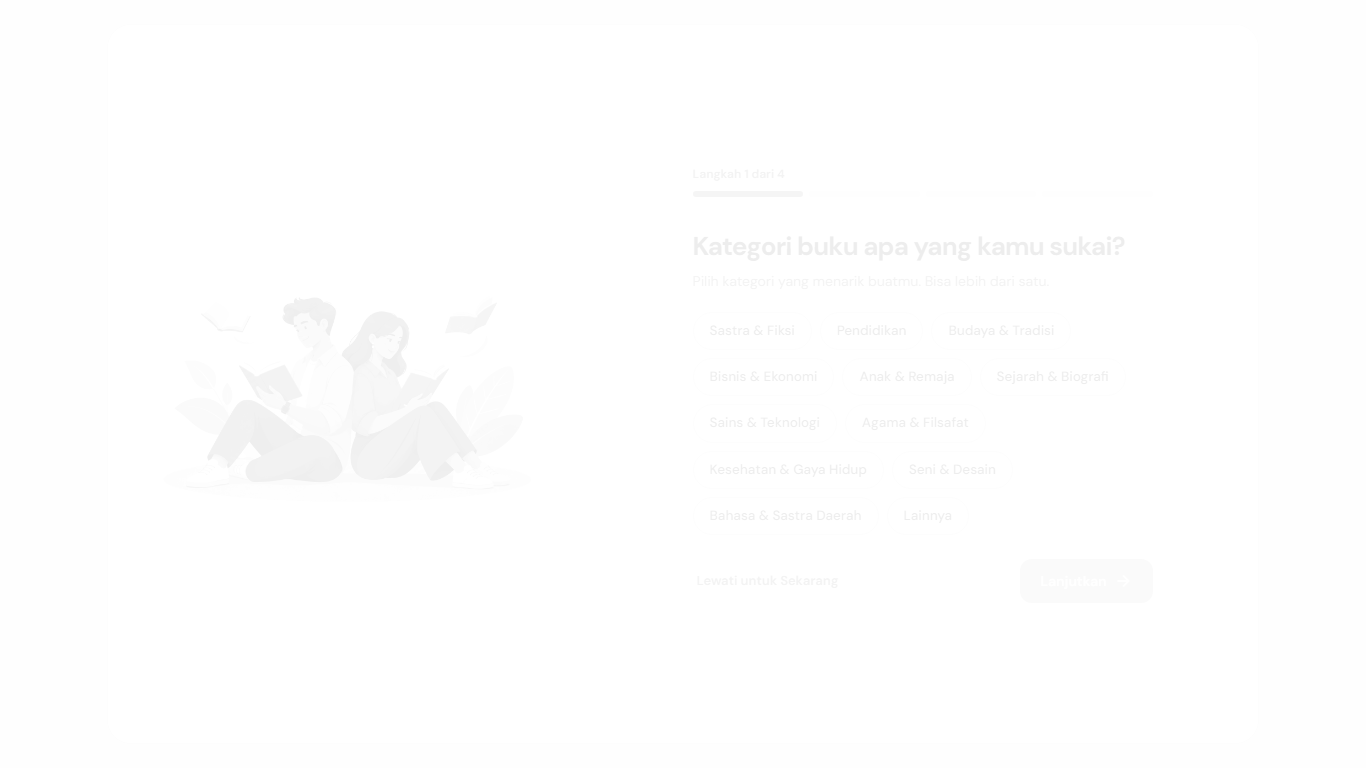 Langkah 1 dari 4
Kategori buku apa yang kamu sukai?
Pilih kategori yang menarik buatmu. Bisa lebih dari satu.
Sastra & Fiksi Pendidikan Budaya & Tradisi
Bisnis & Ekonomi Anak & Remaja Sejarah & Biografi
Sains & Teknologi Agama & Filsafat
Kesehatan & Gaya Hidup Seni & Desain
Bahasa & Sastra Daerah Lainnya
Lewati untuk Sekarang Lanjutkan →